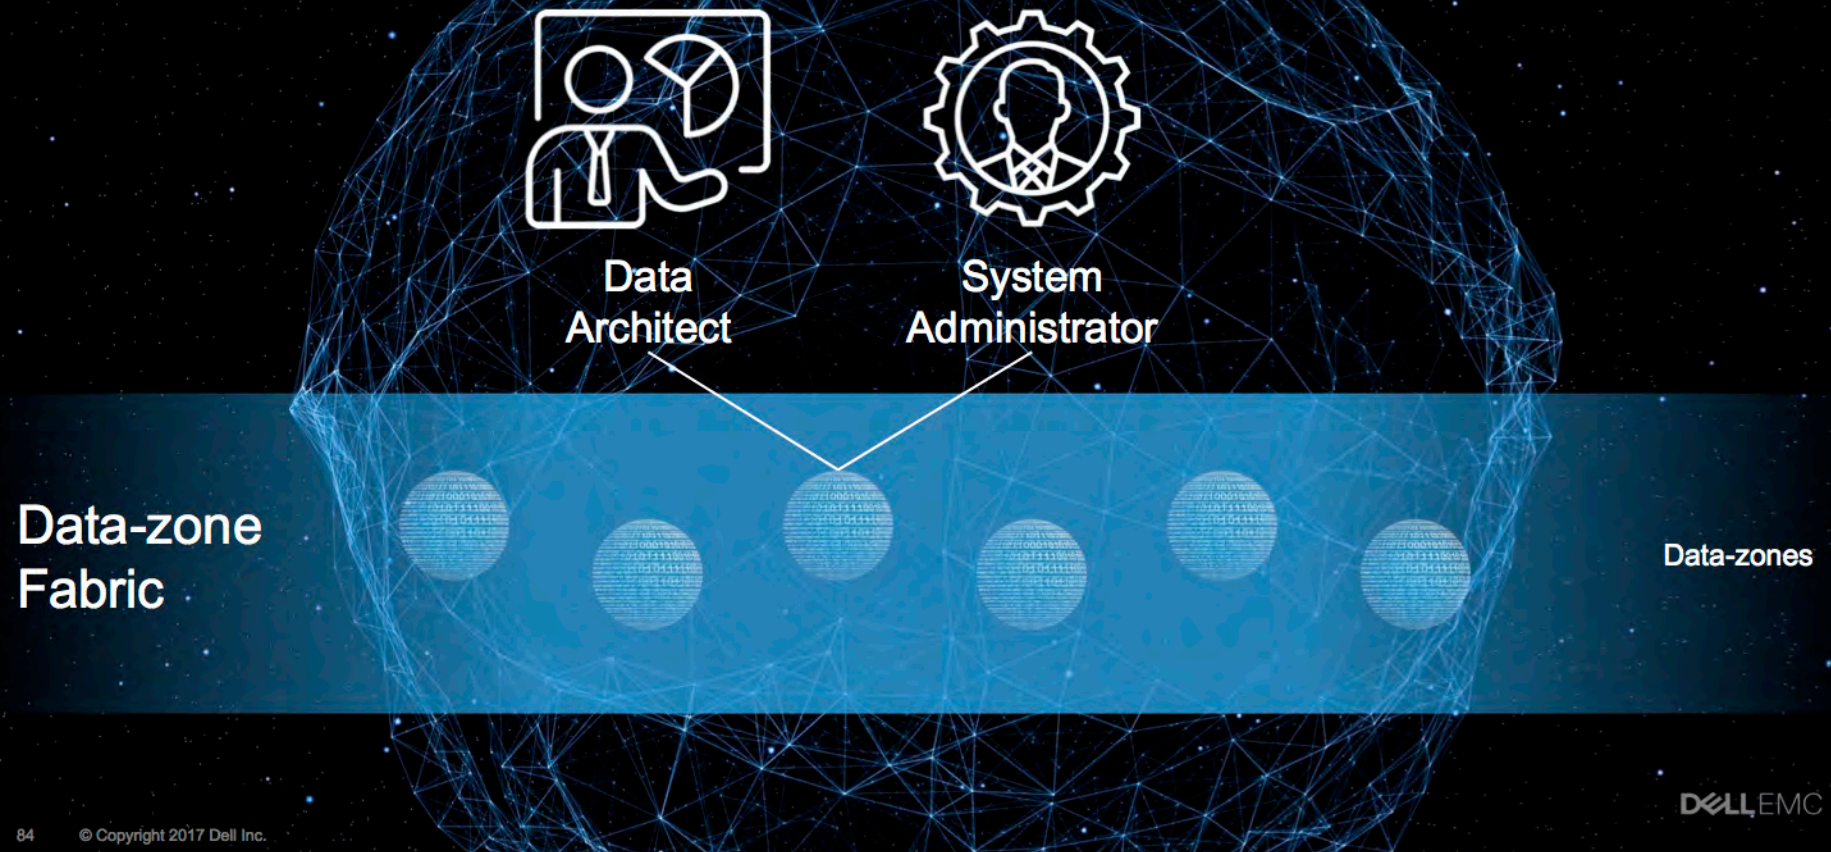 Data
Architect
System
Administrator
Data-zone
Fabric
Data-zones
DELLEMC
84 © Copyright 2017 Dell Inc.